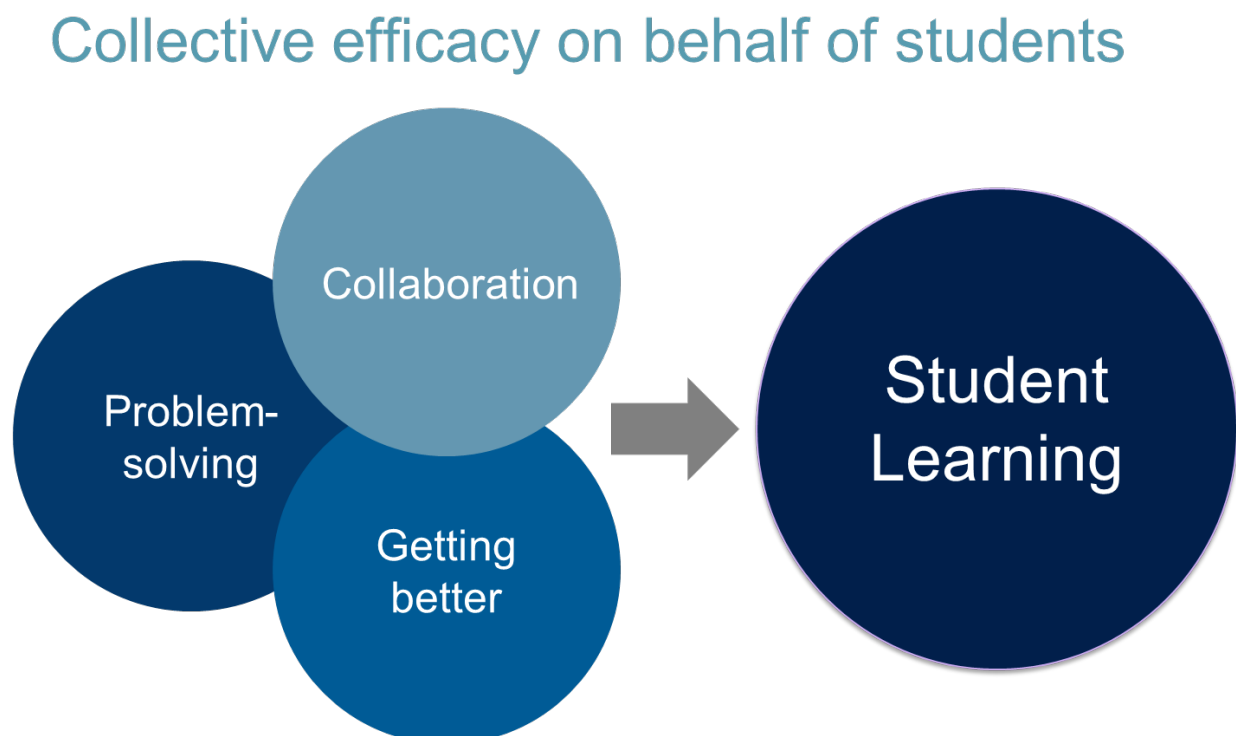 Collective efficacy on behalf of students
Collaboration
Problem-
solving
Getting
better
Student
Learning